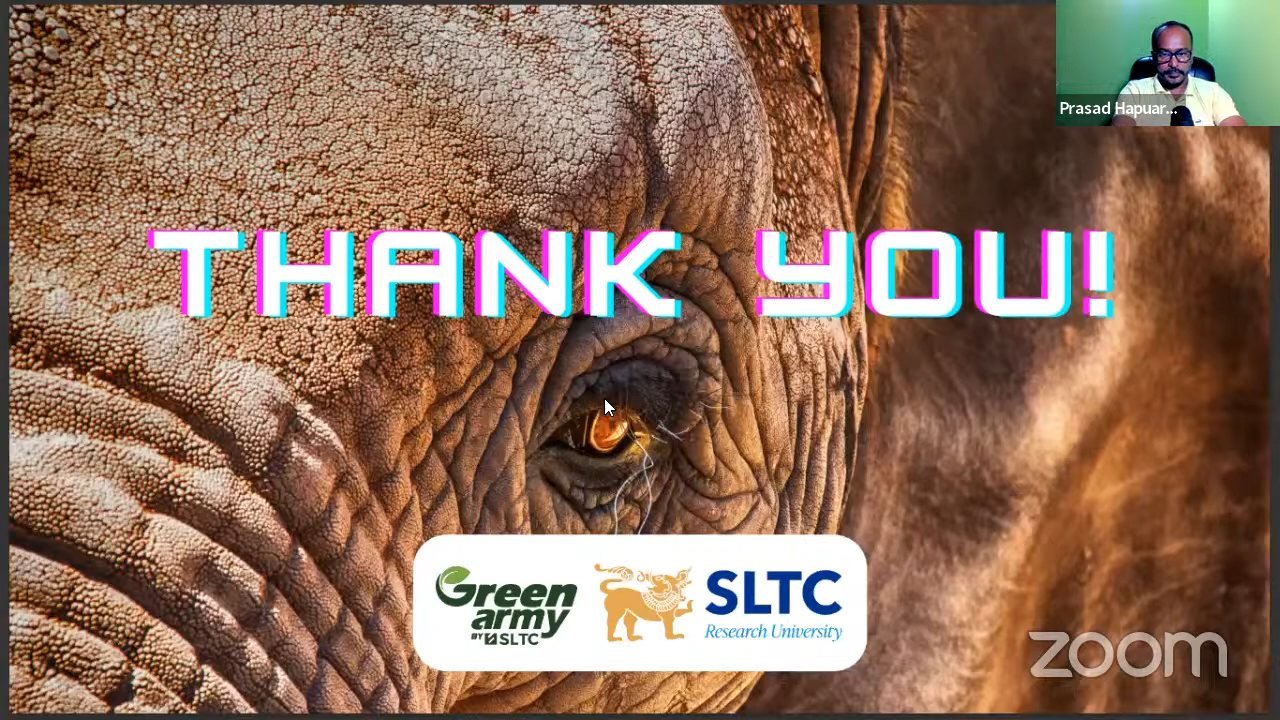 Prasad Hapuar...
THANK YOU!
Green
army
BY SLTC
SLTC
Research University
zoom